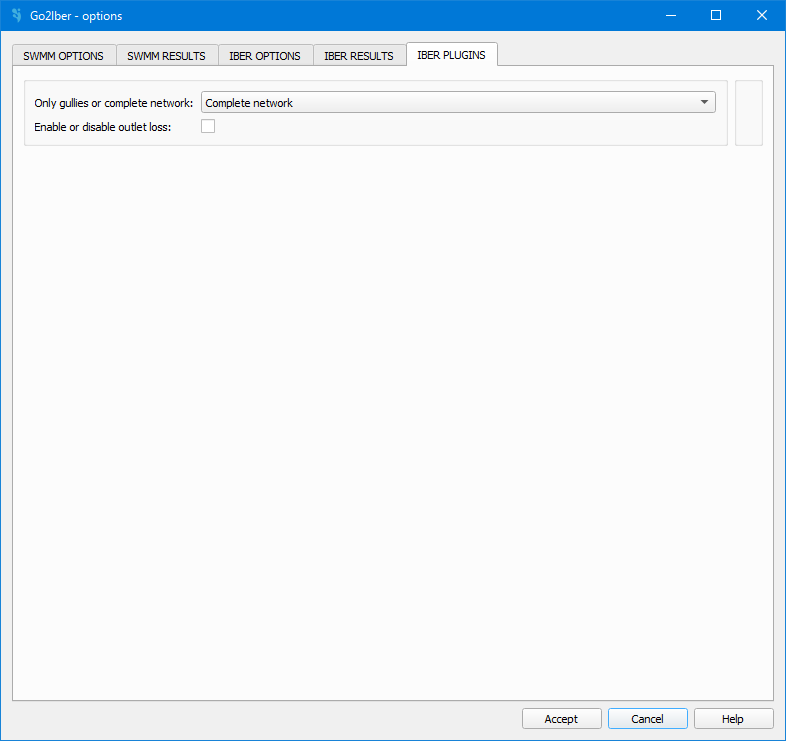 Go2Iber - options
SWMM OPTIONS SWMM RESULTS IBER OPTIONS IBER RESULTS IBER PLUGINS
Only gullies or complete network: Complete network
Enable or disable outlet loss:
Accept Cancel Help